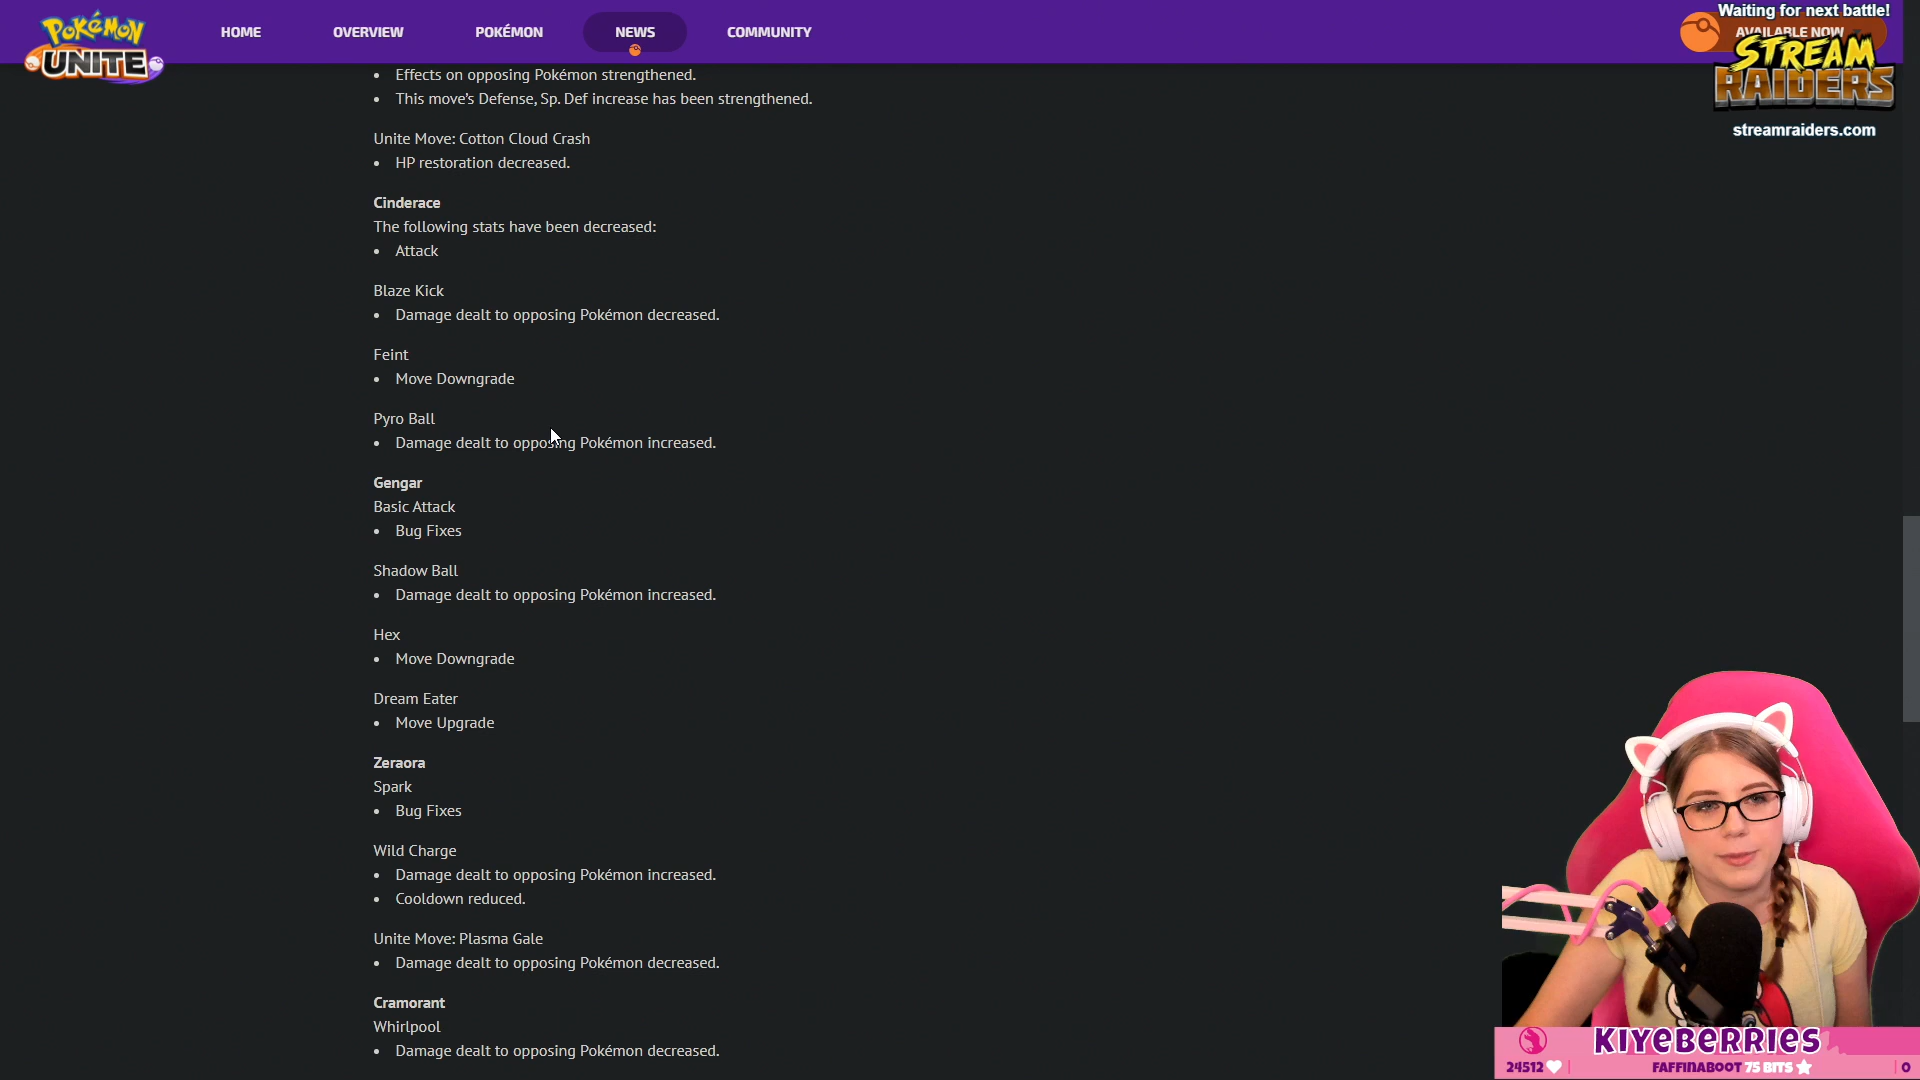 Pokémon
UNITE
HOME
OVERVIEW
POKÉMON
NEWS
COMMUNITY
Waiting for next battle!
AVAILABLE NOW
STREAM
RAIDERS
streamraiders.com
• Effects on opposing Pokémon strengthened.
• This move’s Defense, Sp. Def increase has been strengthened.
Unite Move: Cotton Cloud Crash
• HP restoration decreased.
Cinderace
The following stats have been decreased:
• Attack
Blaze Kick
• Damage dealt to opposing Pokémon decreased.
Feint
• Move Downgrade
Pyro Ball
• Damage dealt to opposing Pokémon increased.
Gengar
Basic Attack
• Bug Fixes
Shadow Ball
• Damage dealt to opposing Pokémon increased.
Hex
• Move Downgrade
Dream Eater
• Move Upgrade
Zeraora
Spark
• Bug Fixes
Wild Charge
• Damage dealt to opposing Pokémon increased.
• Cooldown reduced.
Unite Move: Plasma Gale
• Damage dealt to opposing Pokémon decreased.
Cramorant
Whirlpool
• Damage dealt to opposing Pokémon decreased.
KIYEBERRIES
24512
FAFFINABOOT 75 BITS
0